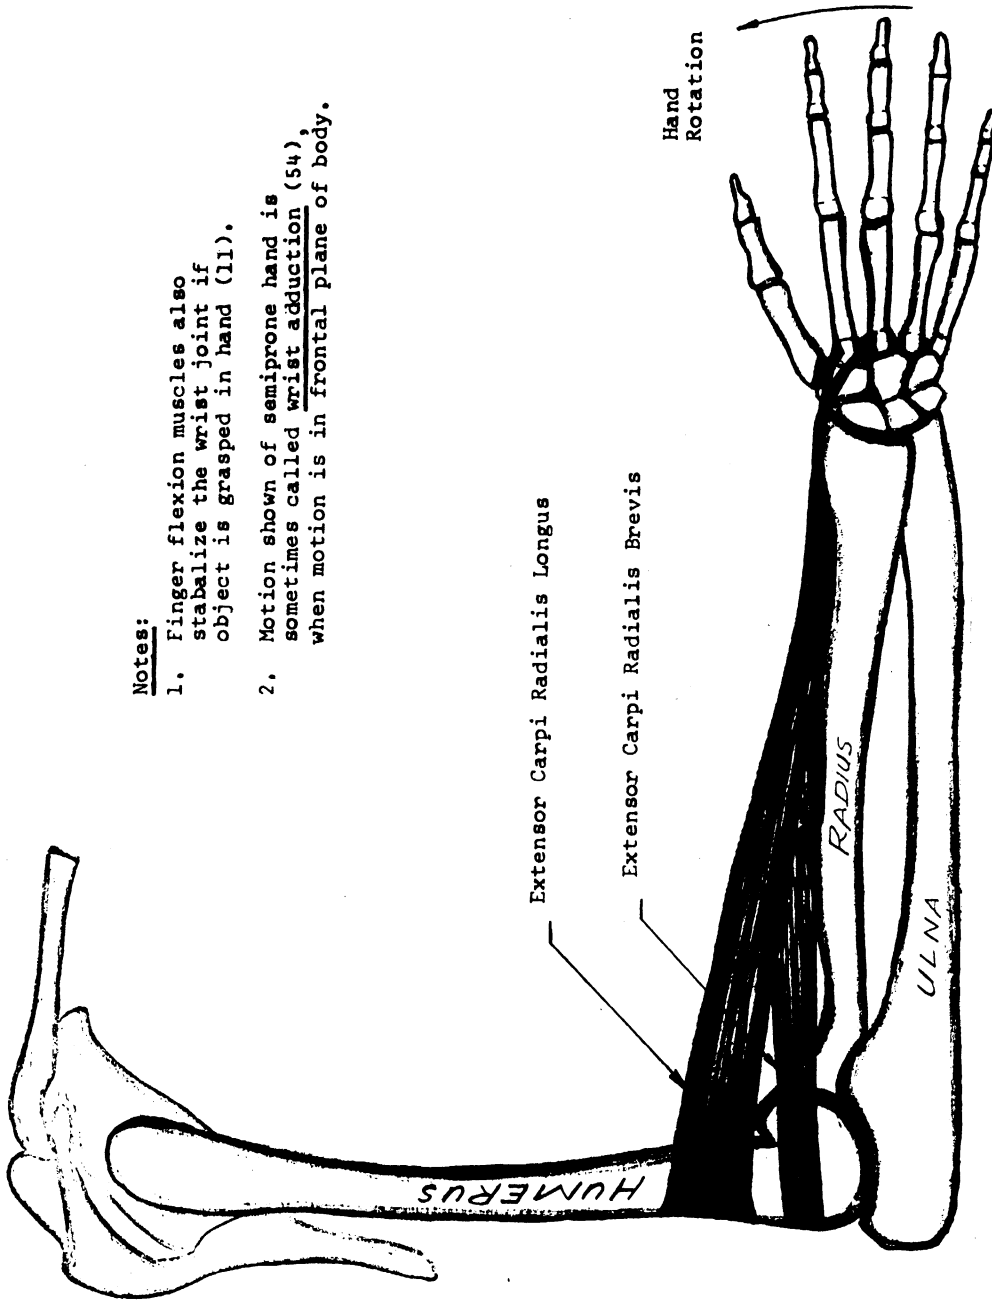 Notes:
1. Finger flexion muscles also
stabalize the wrist joint if
object is grasped in hand (11).
2. Motion shown of semiprone hand is
sometimes called wrist adduction (54),
when motion is in frontal plane of body.
Hand
Rotation
Extensor Carpi Radialis Longus
Extensor Carpi Radialis Brevis
HUMERUS
RADIUS
ULNA